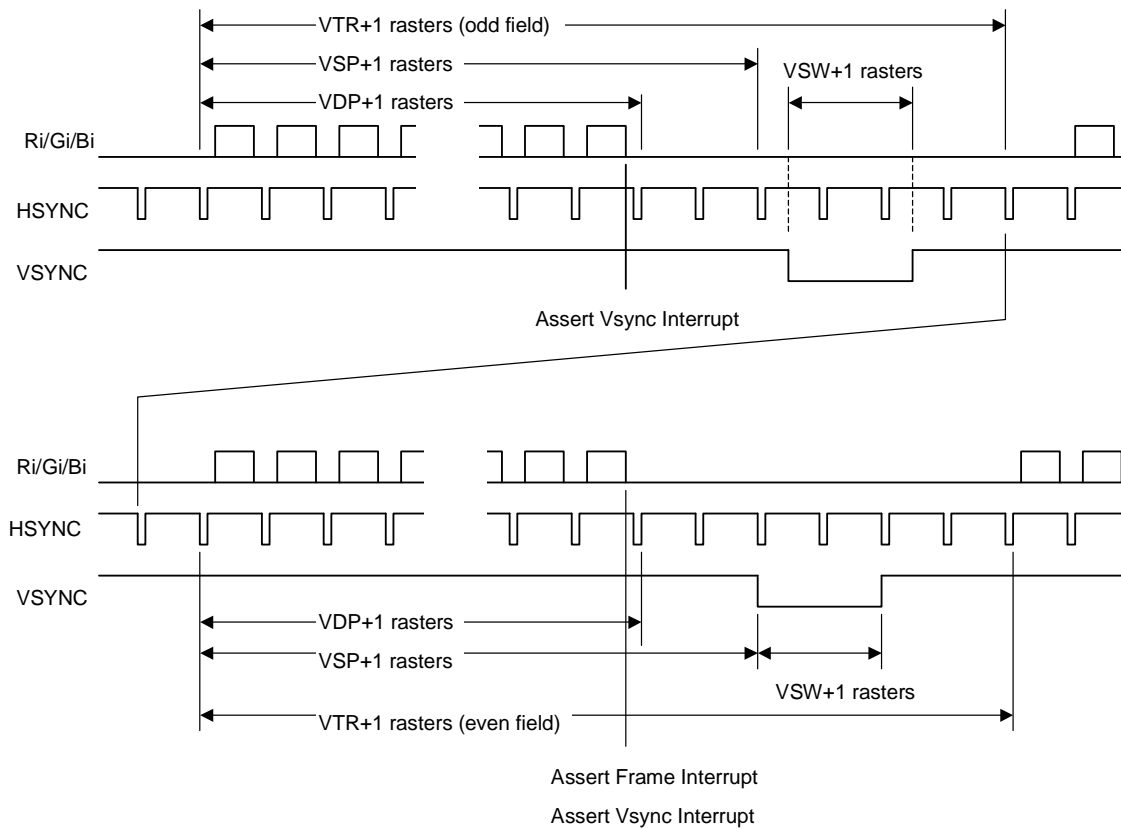 VTR+1 rasters (odd field)
VSP+1 rasters
VSW+1 rasters
VDP+1 rasters
Ri/Gi/Bi
HSYNC
VSYNC
Assert Vsync Interrupt
Ri/Gi/Bi
HSYNC
VSYNC
VDP+1 rasters
VSP+1 rasters
VSW+1 rasters
VTR+1 rasters (even field)
Assert Frame Interrupt
Assert Vsync Interrupt